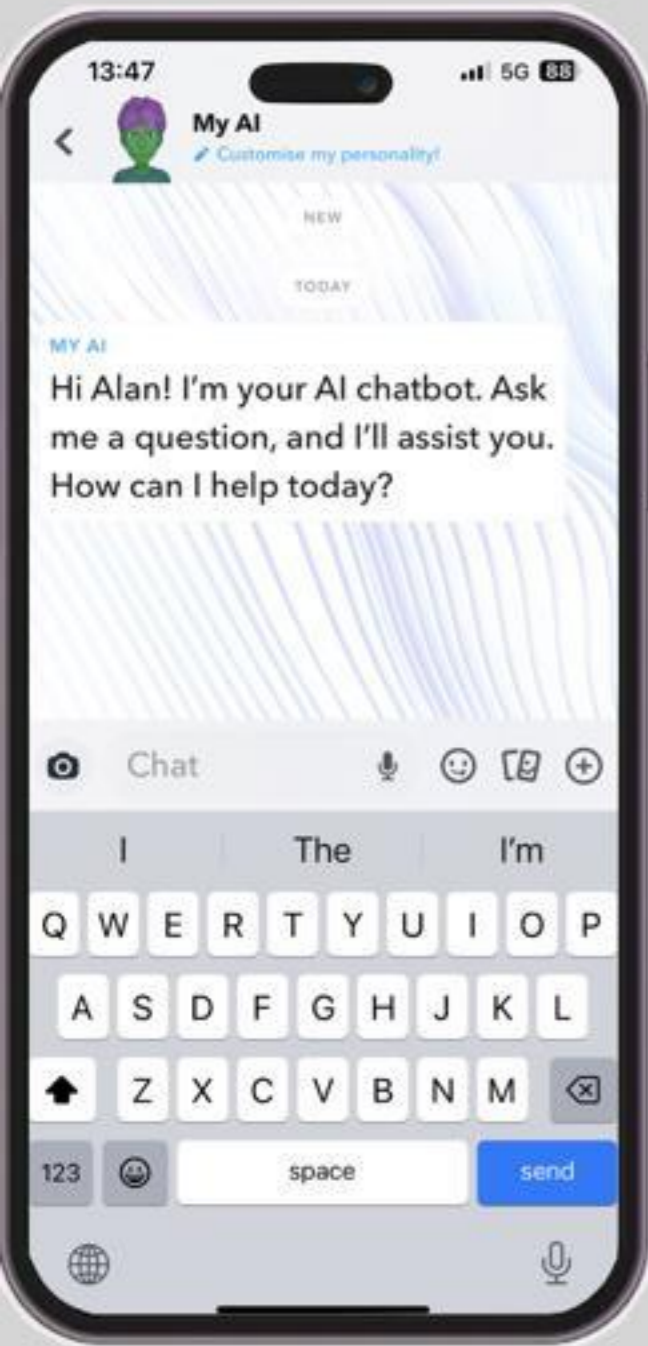 13:47 5G 88
My AI
Customise my personality!
NEW
TODAY
MY AI
Hi Alan! I'm your AI chatbot. Ask
me a question, and I'll assist you.
How can I help today?
Chat
I The I'm
Q W E R T Y U I O P
A S D F G H J K L
Z X C V B N M
123 space send